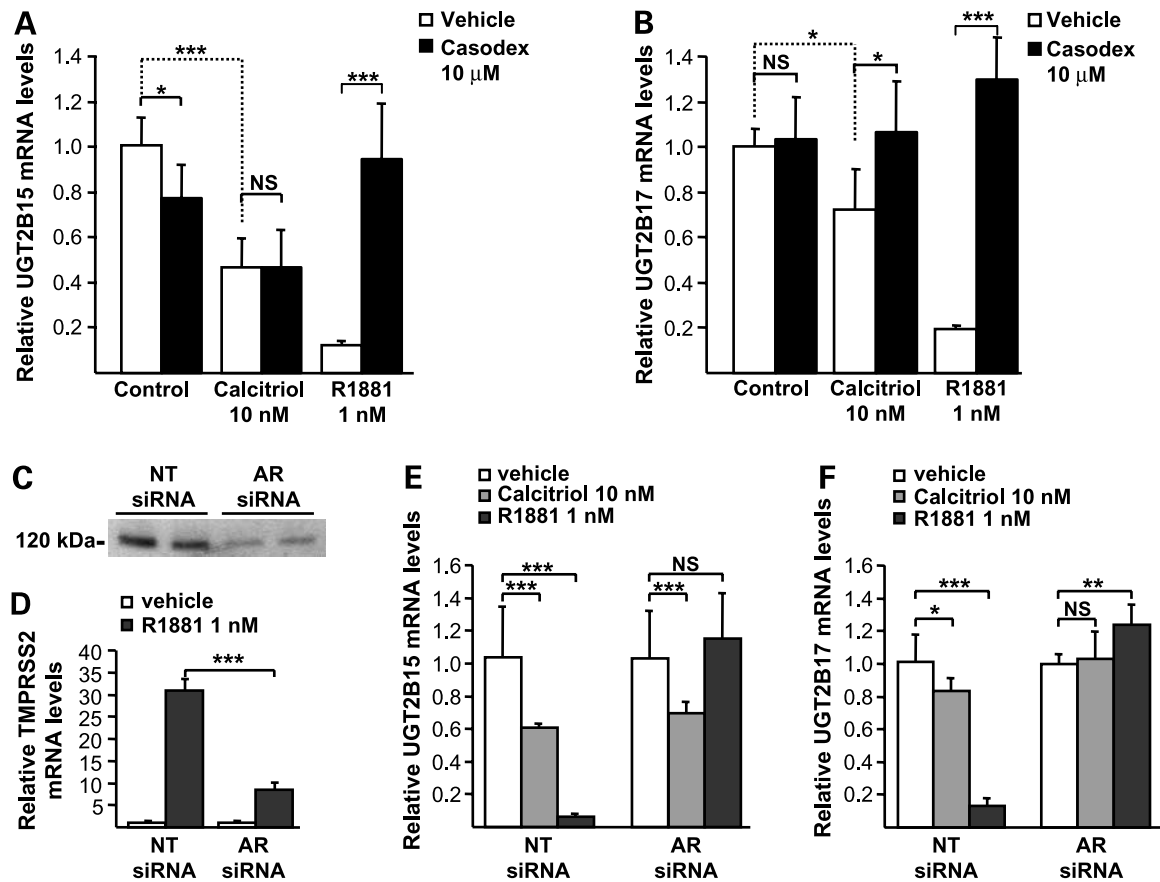 A
Vehicle
Casodex
10 µM
Relative UGT2B15 mRNA levels
1.4
1.2
1.0
0.8
0.6
0.4
0.2
***
*
NS
***
Control
Calcitriol
10 nM
R1881
1 nM
B
Vehicle
Casodex
10 µM
Relative UGT2B17 mRNA levels
1.4
1.2
1.0
0.8
0.6
0.4
0.2
*
NS
*
***
Control
Calcitriol
10 nM
R1881
1 nM
C
NT
siRNA
AR
siRNA
120 kDa-
D
vehicle
R1881 1 nM
Relative TMPRSS2
mRNA levels
40
35
30
25
20
15
10
5
***
NT
siRNA
AR
siRNA
E
vehicle
Calcitriol 10 nM
R1881 1 nM
Relative UGT2B15 mRNA levels
1.6
1.4
1.2
1.0
0.8
0.6
0.4
0.2
***
***
NS
***
NT
siRNA
AR
siRNA
F
vehicle
Calcitriol 10 nM
R1881 1 nM
Relative UGT2B17 mRNA levels
1.6
1.4
1.2
1.0
0.8
0.6
0.4
0.2
***
*
**
NS
NT
siRNA
AR
siRNA